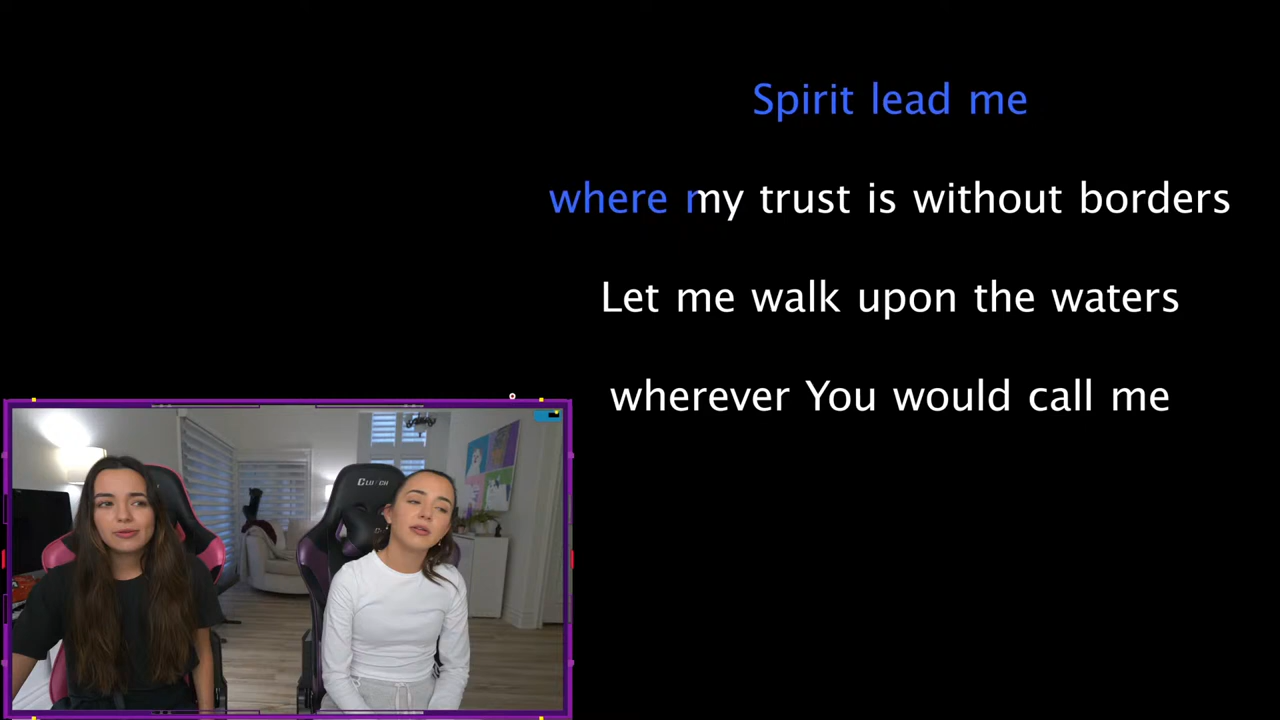 Spirit lead me
where my trust is without borders
Let me walk upon the waters
wherever You would call me
CLUTCH